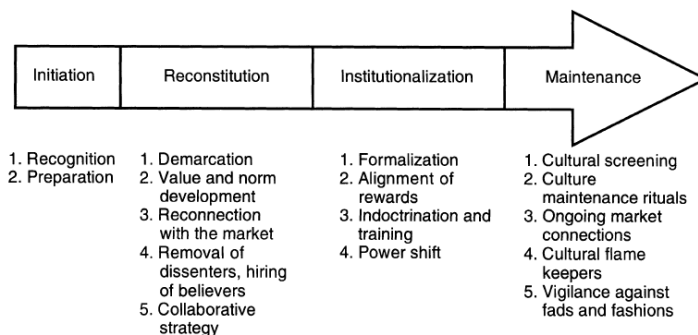 Initiation
Reconstitution
Institutionalization
Maintenance
1. Recognition
2. Preparation
1. Demarcation
2. Value and norm
development
3. Reconnection
with the market
4. Removal of
dissenters, hiring
of believers
5. Collaborative
strategy
1. Formalization
2. Alignment of
rewards
3. Indoctrination and
training
4. Power shift
1. Cultural screening
2. Culture
maintenance rituals
3. Ongoing market
connections
4. Cultural flame
keepers
5. Vigilance against
fads and fashions